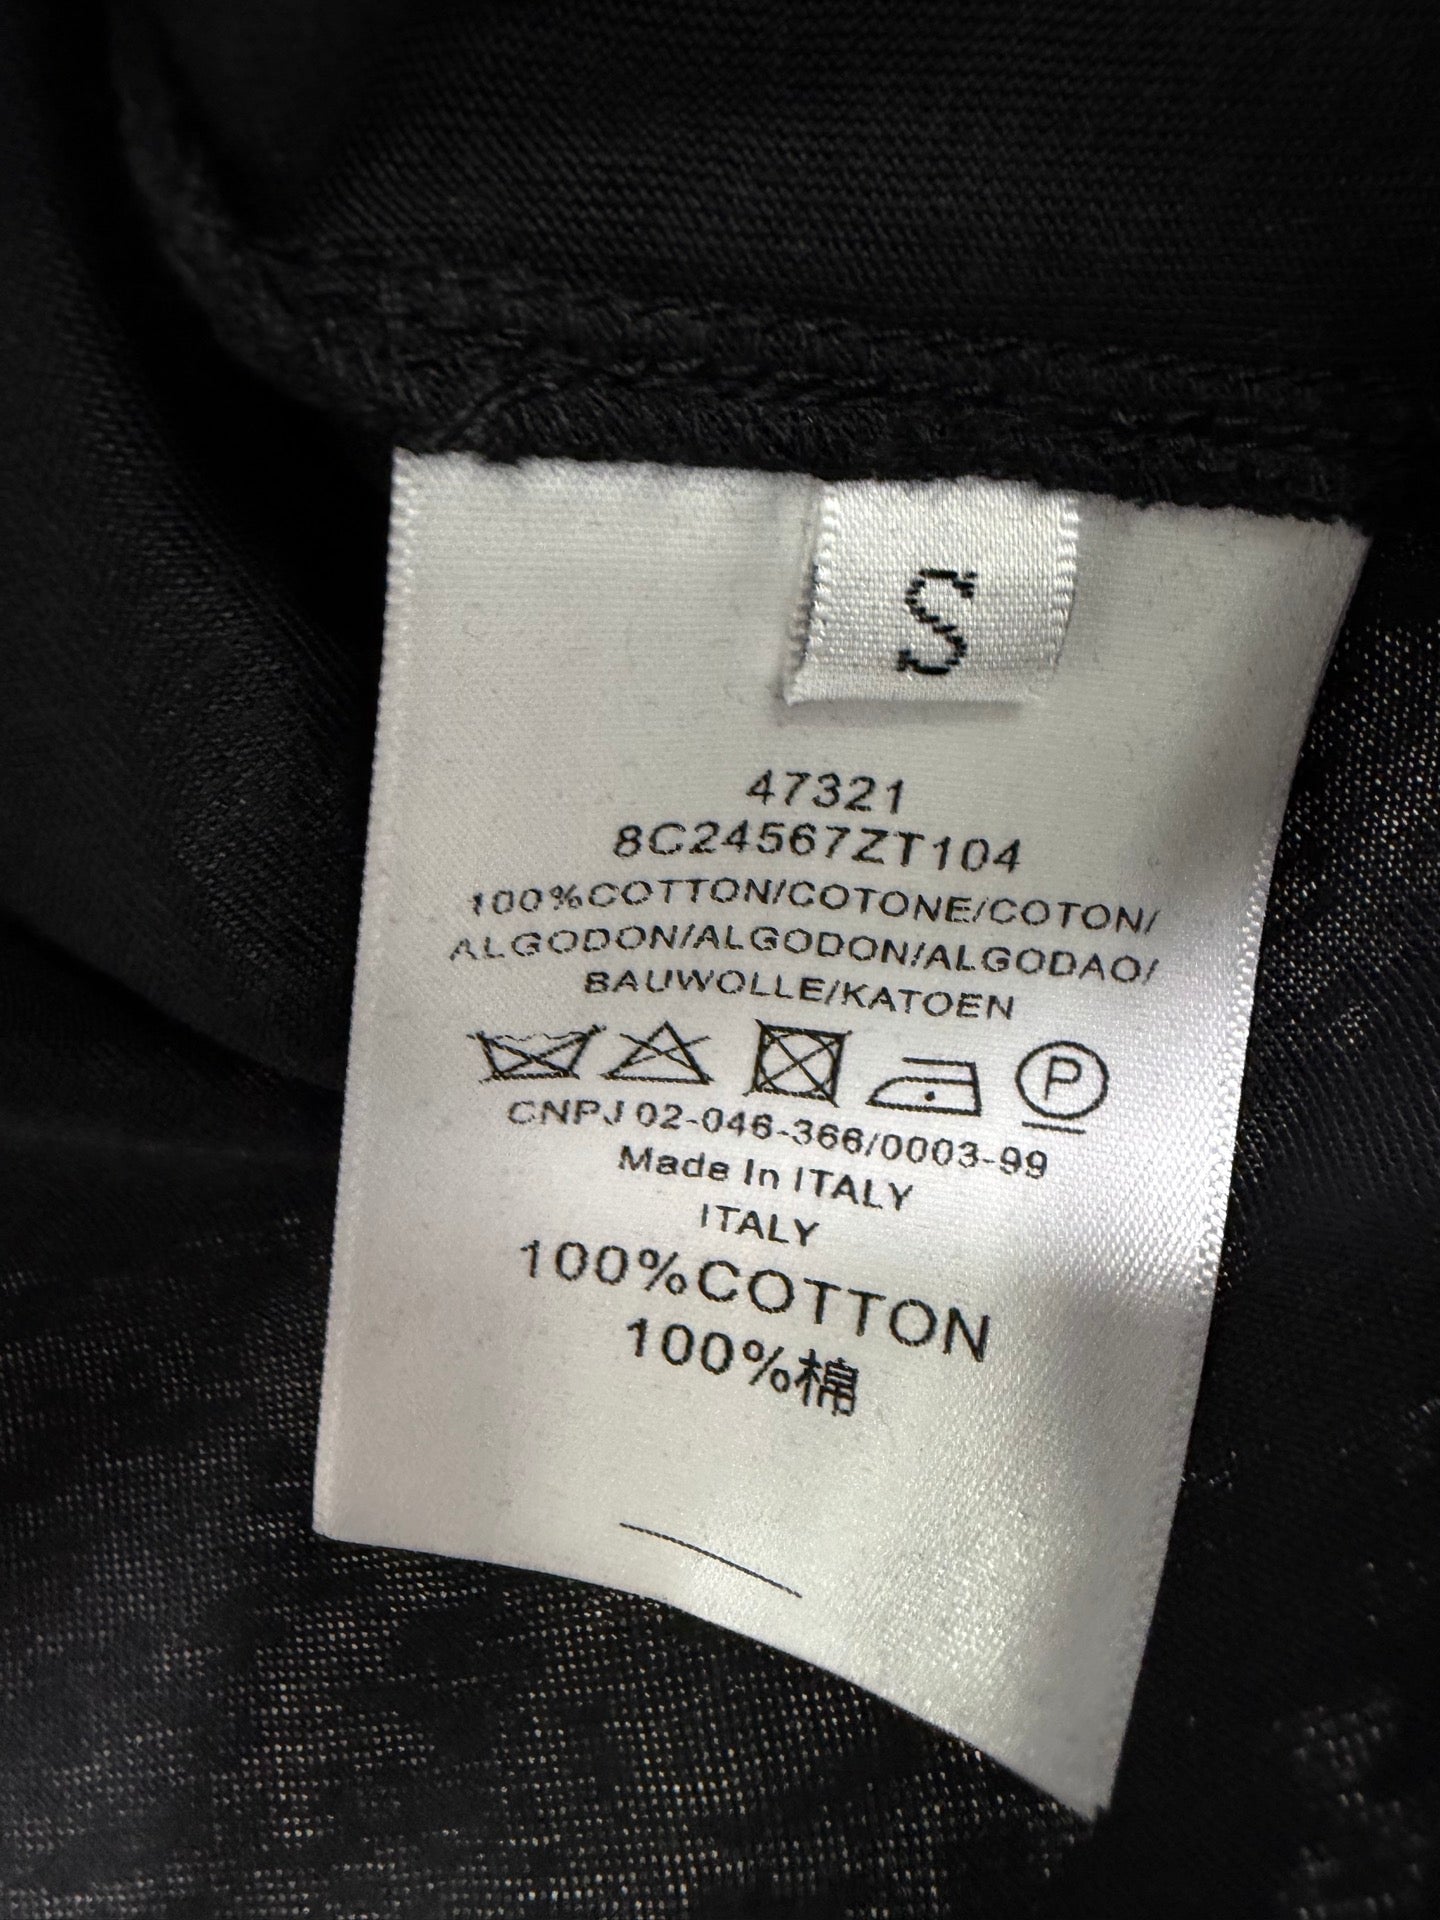 S
47321
8C24567ZT104
100%COTTON/COTONE/COTON/
ALGODON/ALGODON/ALGODAO/
BAUWOLLE/KATOEN
P
CNPJ 02-046-366/0003-99
Made In ITALY
ITALY
100%COTTON
100%棉